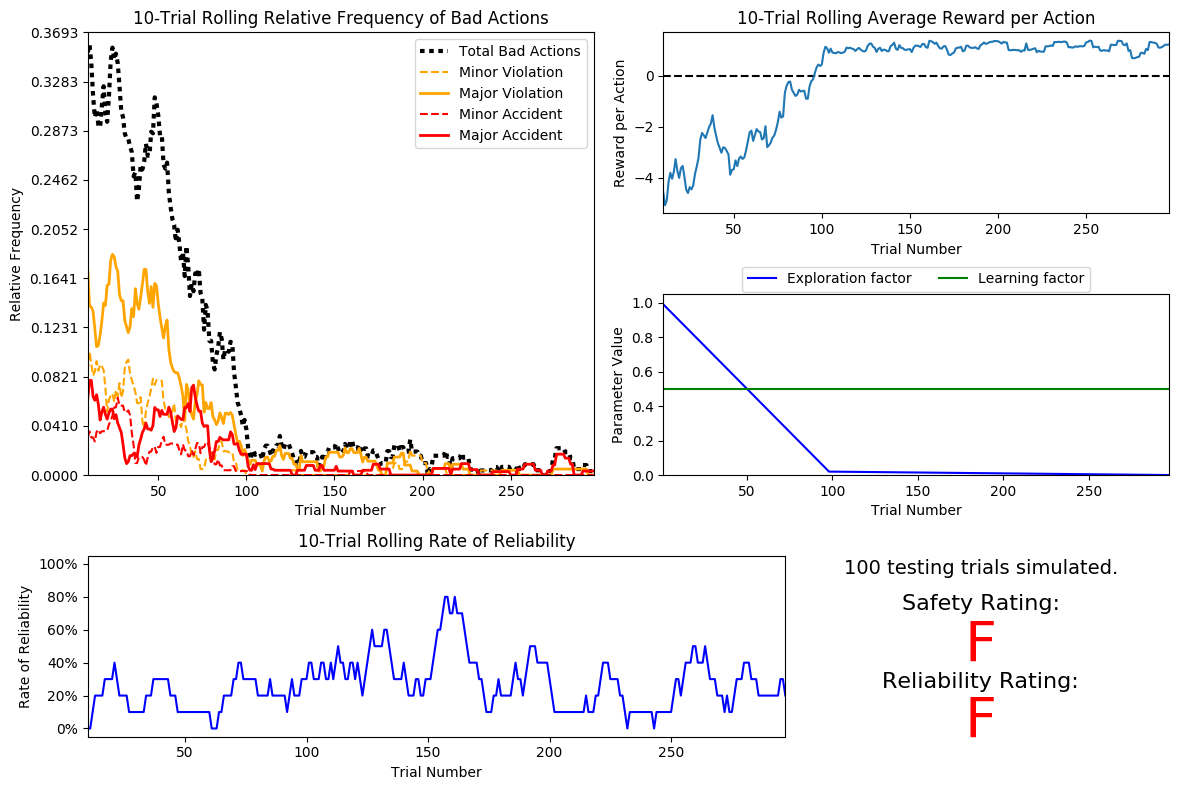 10-Trial Rolling Relative Frequency of Bad Actions
0.3693
0.3283
0.2873
0.2462
0.2052
0.1641
0.1231
0.0821
0.0410
0.0000
Relative Frequency
Total Bad Actions
Minor Violation
Major Violation
Minor Accident
Major Accident
50 100 150 200 250
Trial Number
10-Trial Rolling Average Reward per Action
0
−2
−4
Reward per Action
50 100 150 200 250
Trial Number
Exploration factor Learning factor
1.0
0.8
0.6
0.4
0.2
0.0
Parameter Value
50 100 150 200 250
Trial Number
10-Trial Rolling Rate of Reliability
100%
80%
60%
40%
20%
0%
Rate of Reliability
50 100 150 200 250
Trial Number
100 testing trials simulated.
Safety Rating:
F
Reliability Rating:
F